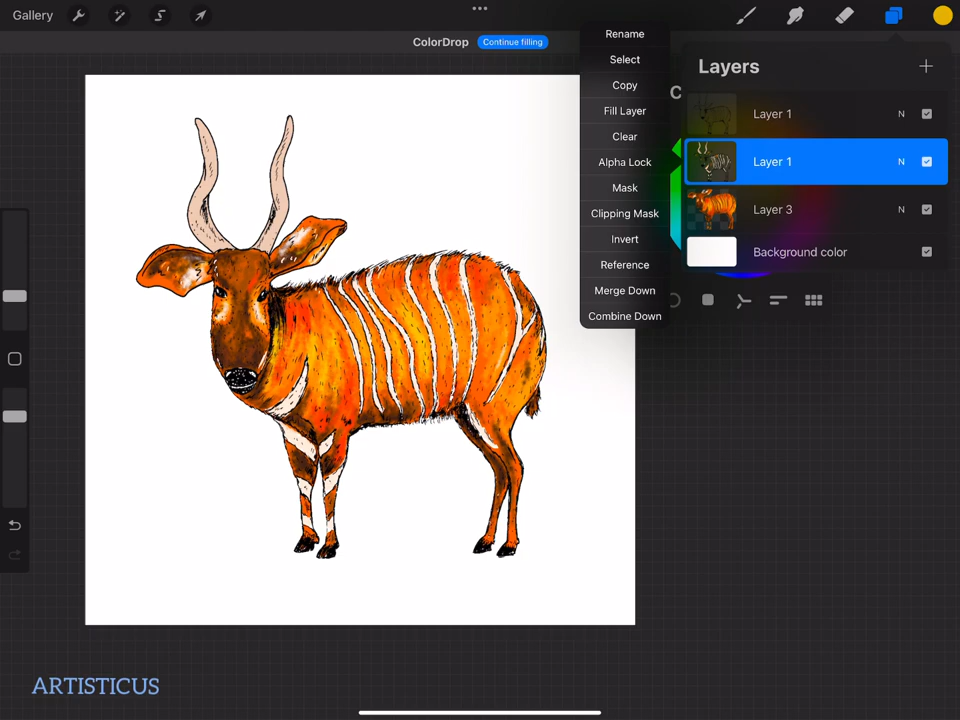 Gallery
ColorDrop Continue filling
Rename
Select
Copy
Fill Layer
Clear
Alpha Lock
Mask
Clipping Mask
Invert
Reference
Merge Down
Combine Down
C
Layers
Layer 1 N
Layer 1 N
Layer 3 N
Background color
ARTISTICUS